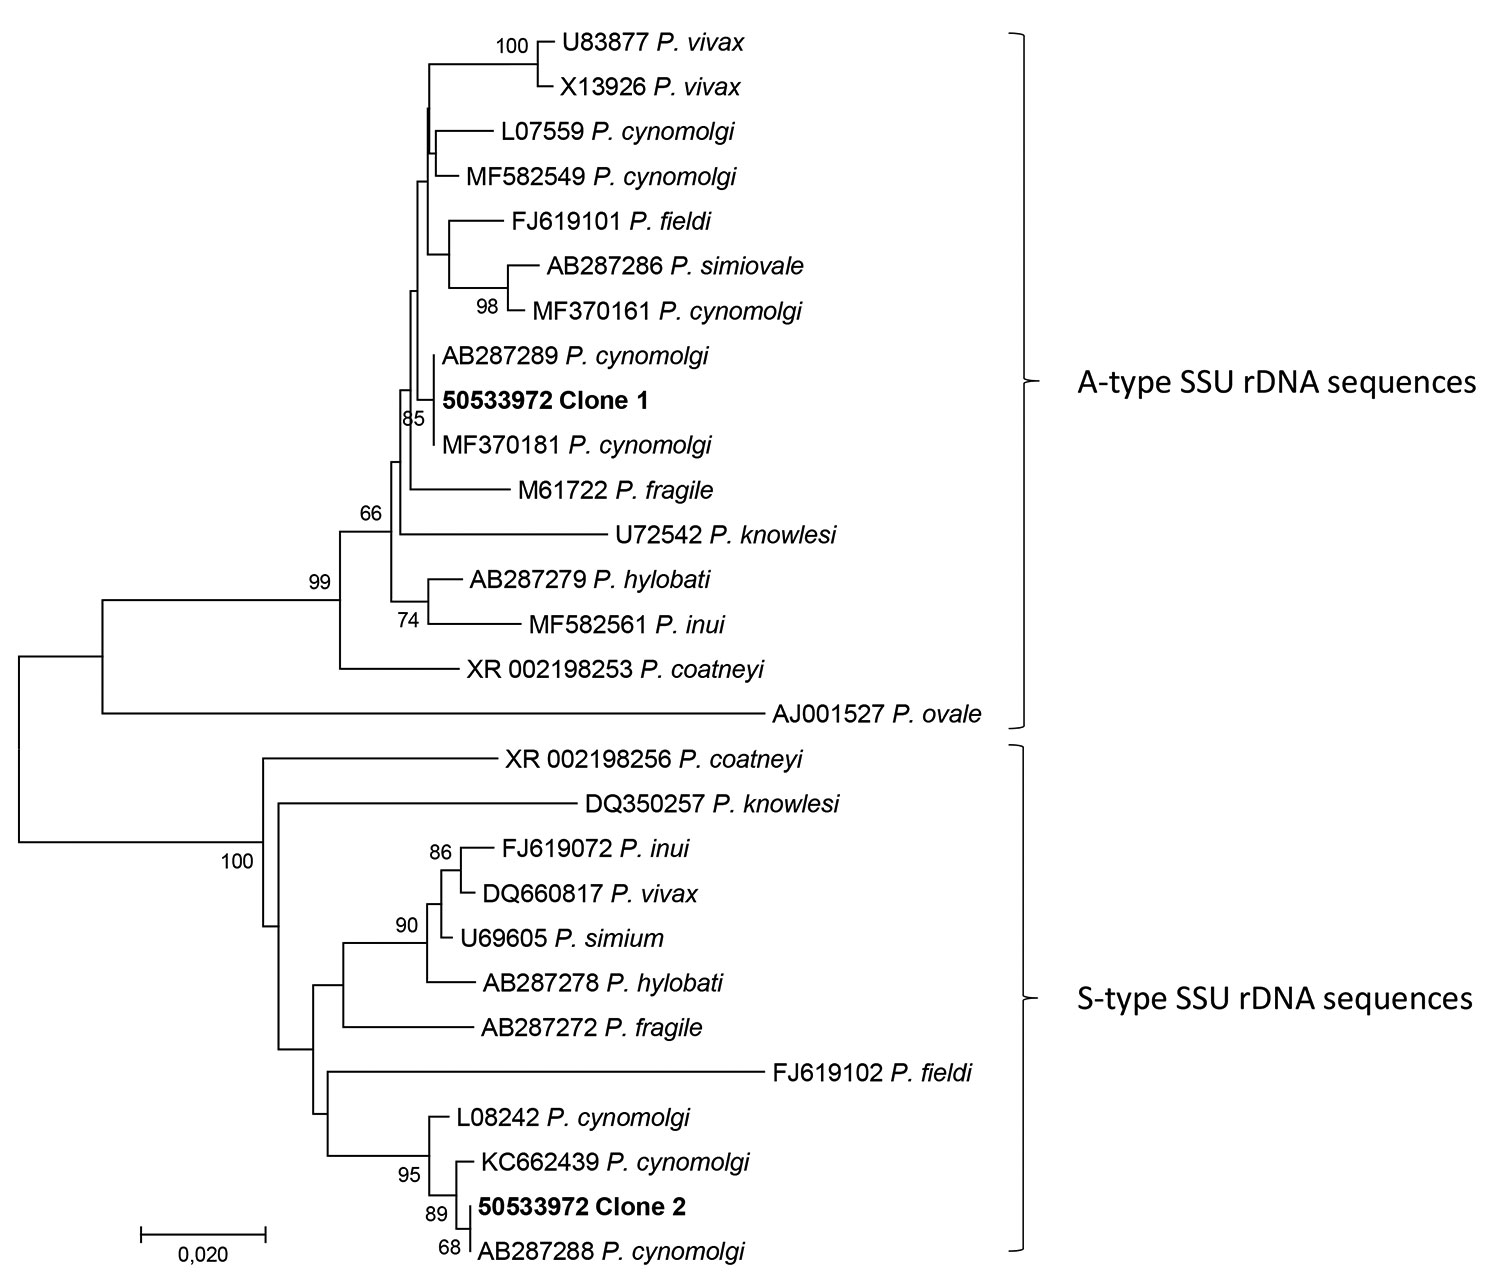 100
U83877 P. vivax
X13926 P. vivax
L07559 P. cynomolgi
MF582549 P. cynomolgi
FJ619101 P. fieldi
AB287286 P. simiovale
98
MF370161 P. cynomolgi
AB287289 P. cynomolgi
A-type SSU rDNA sequences
50533972 Clone 1
85
MF370181 P. cynomolgi
M61722 P. fragile
66
U72542 P. knowlesi
99
AB287279 P. hylobati
74
MF582561 P. inui
XR 002198253 P. coatneyi
AJ001527 P. ovale
XR 002198256 P. coatneyi
DQ350257 P. knowlesi
100
86
FJ619072 P. inui
DQ660817 P. vivax
90
U69605 P. simium
AB287278 P. hylobati
S-type SSU rDNA sequences
AB287272 P. fragile
FJ619102 P. fieldi
L08242 P. cynomolgi
95
KC662439 P. cynomolgi
89
50533972 Clone 2
68
AB287288 P. cynomolgi
0,020